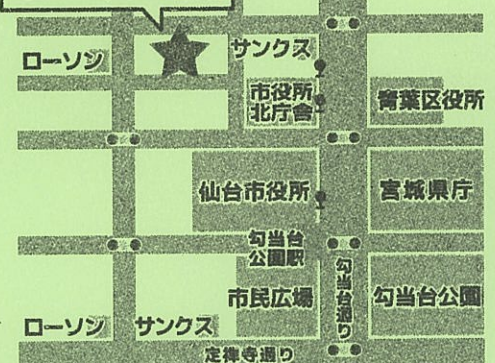 ローソン
サンクス
市役所
北庁舎
青葉区役所
仙台市役所
宮城県庁
勾当台
公園駅
勾当台通り
市民広場
勾当台公園
ローソン
サンクス
定禅寺通り